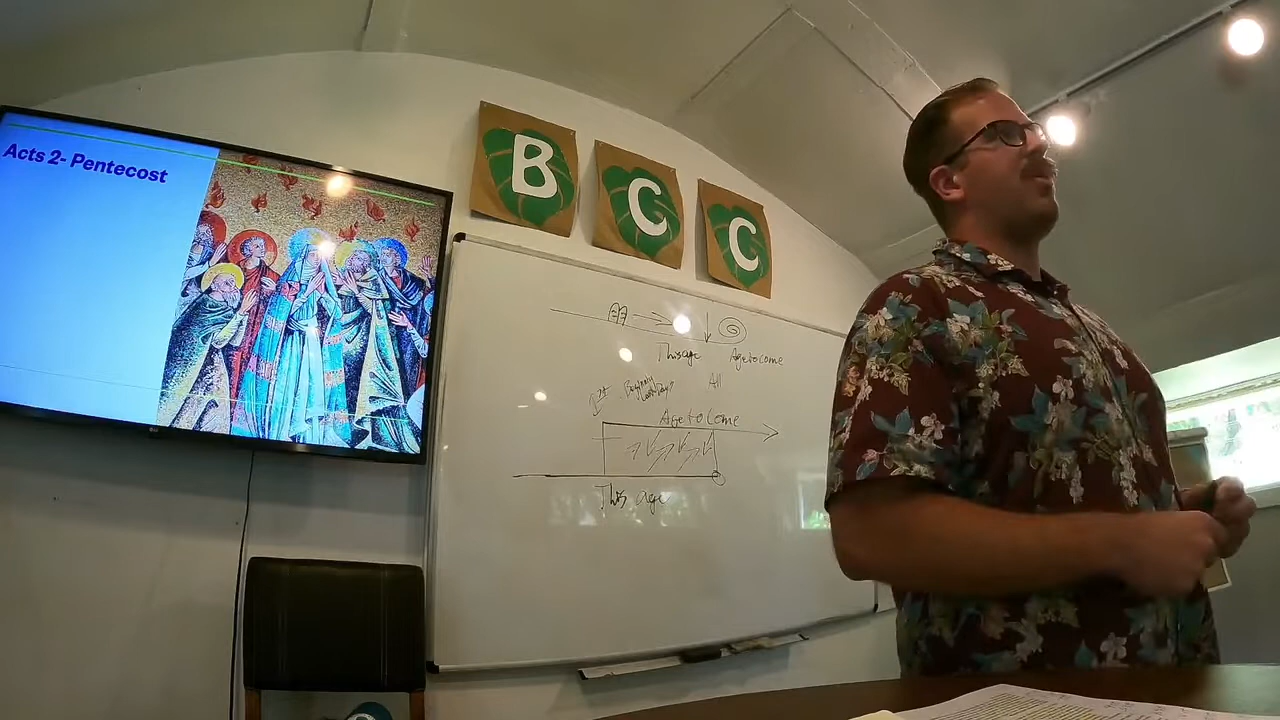 Acts 2- Pentecost
B C C
This age
Age to come
All
Age to come
This age